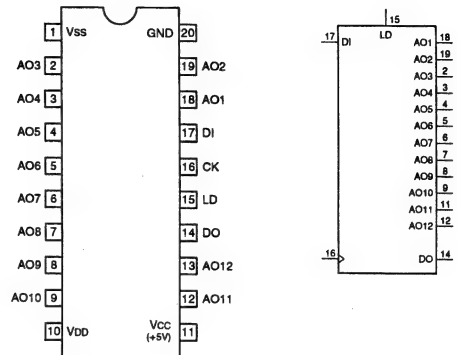 1 VSS GND 20
AO3 2 19 AO2
AO4 3 18 AO1
AO5 4 17 DI
AO6 5 16 CK
AO7 6 15 LD
AO8 7 14 DO
AO9 8 13 AO12
AO10 9 12 AO11
10 VDD VCC 11
(+5V)
15
LD
17 DI AO1 18
AO2 19
AO3 2
AO4 3
AO5 4
AO6 5
AO7 6
AO8 7
AO9 8
AO10 9
AO11 11
AO12 12
16 DO 14